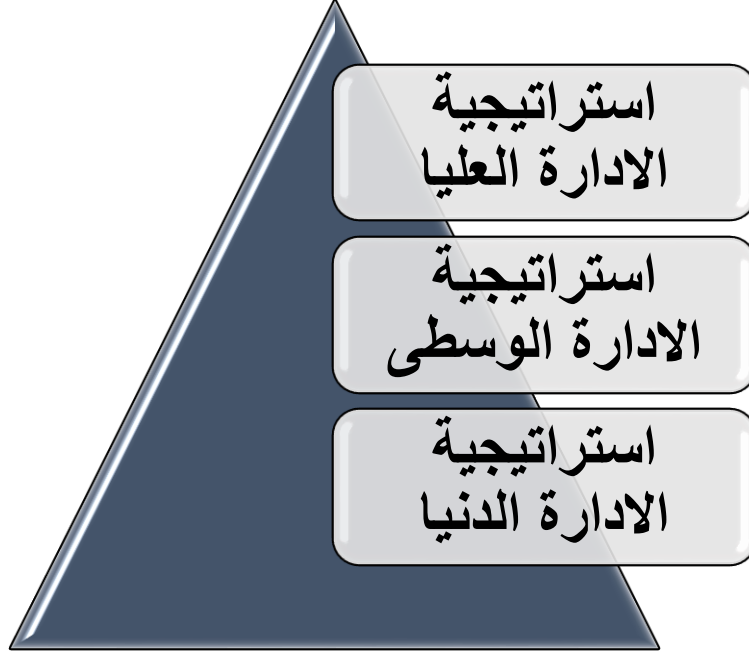 استراتيجية
الادارة العليا
استراتيجية
الادارة الوسطى
استراتيجية
الادارة الدنيا